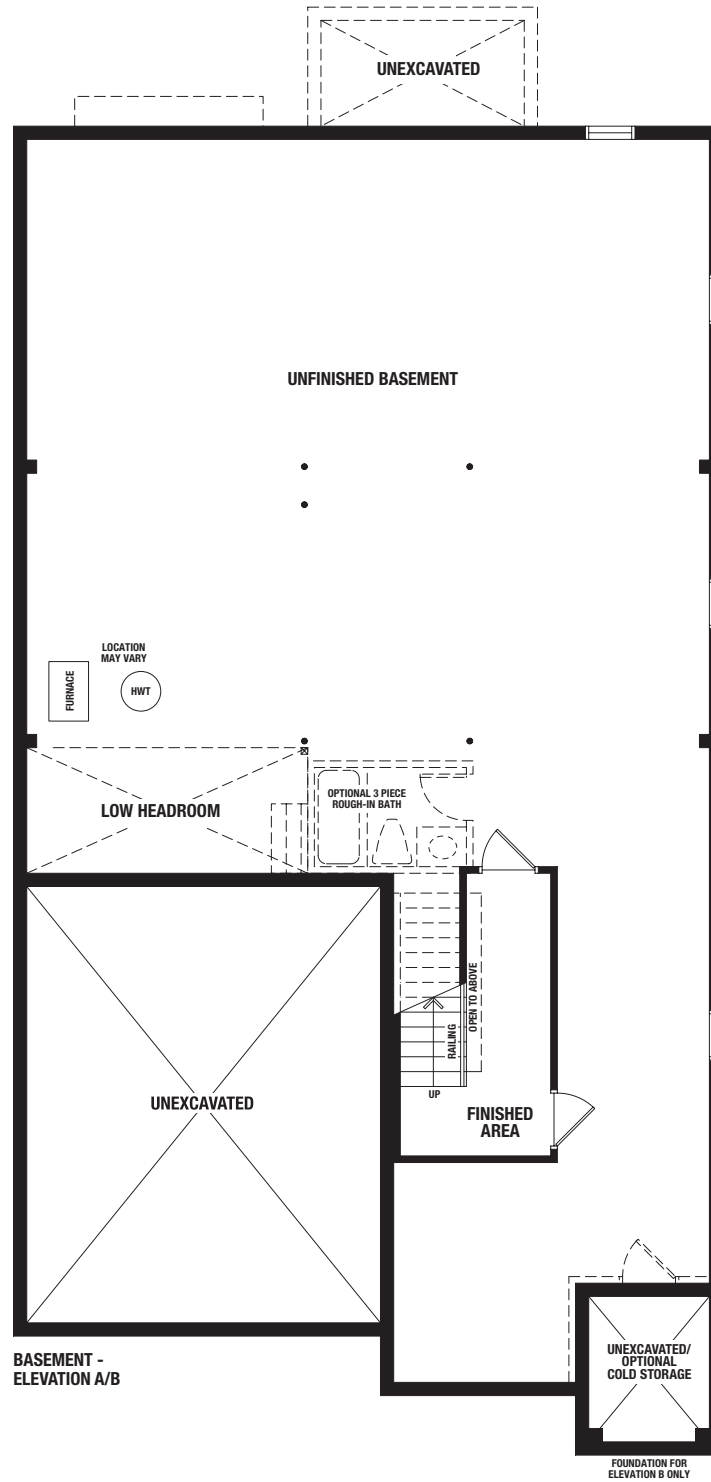 UNEXCAVATED
UNFINISHED BASEMENT
LOCATION
MAY VARY
FURNACE
HWT
LOW HEADROOM
OPTIONAL 3 PIECE
ROUGH-IN BATH
OPEN TO ABOVE
RAILING
UP
UNEXCAVATED
FINISHED
AREA
UNEXCAVATED/
OPTIONAL
COLD STORAGE
BASEMENT -
ELEVATION A/B
FOUNDATION FOR
ELEVATION B ONLY